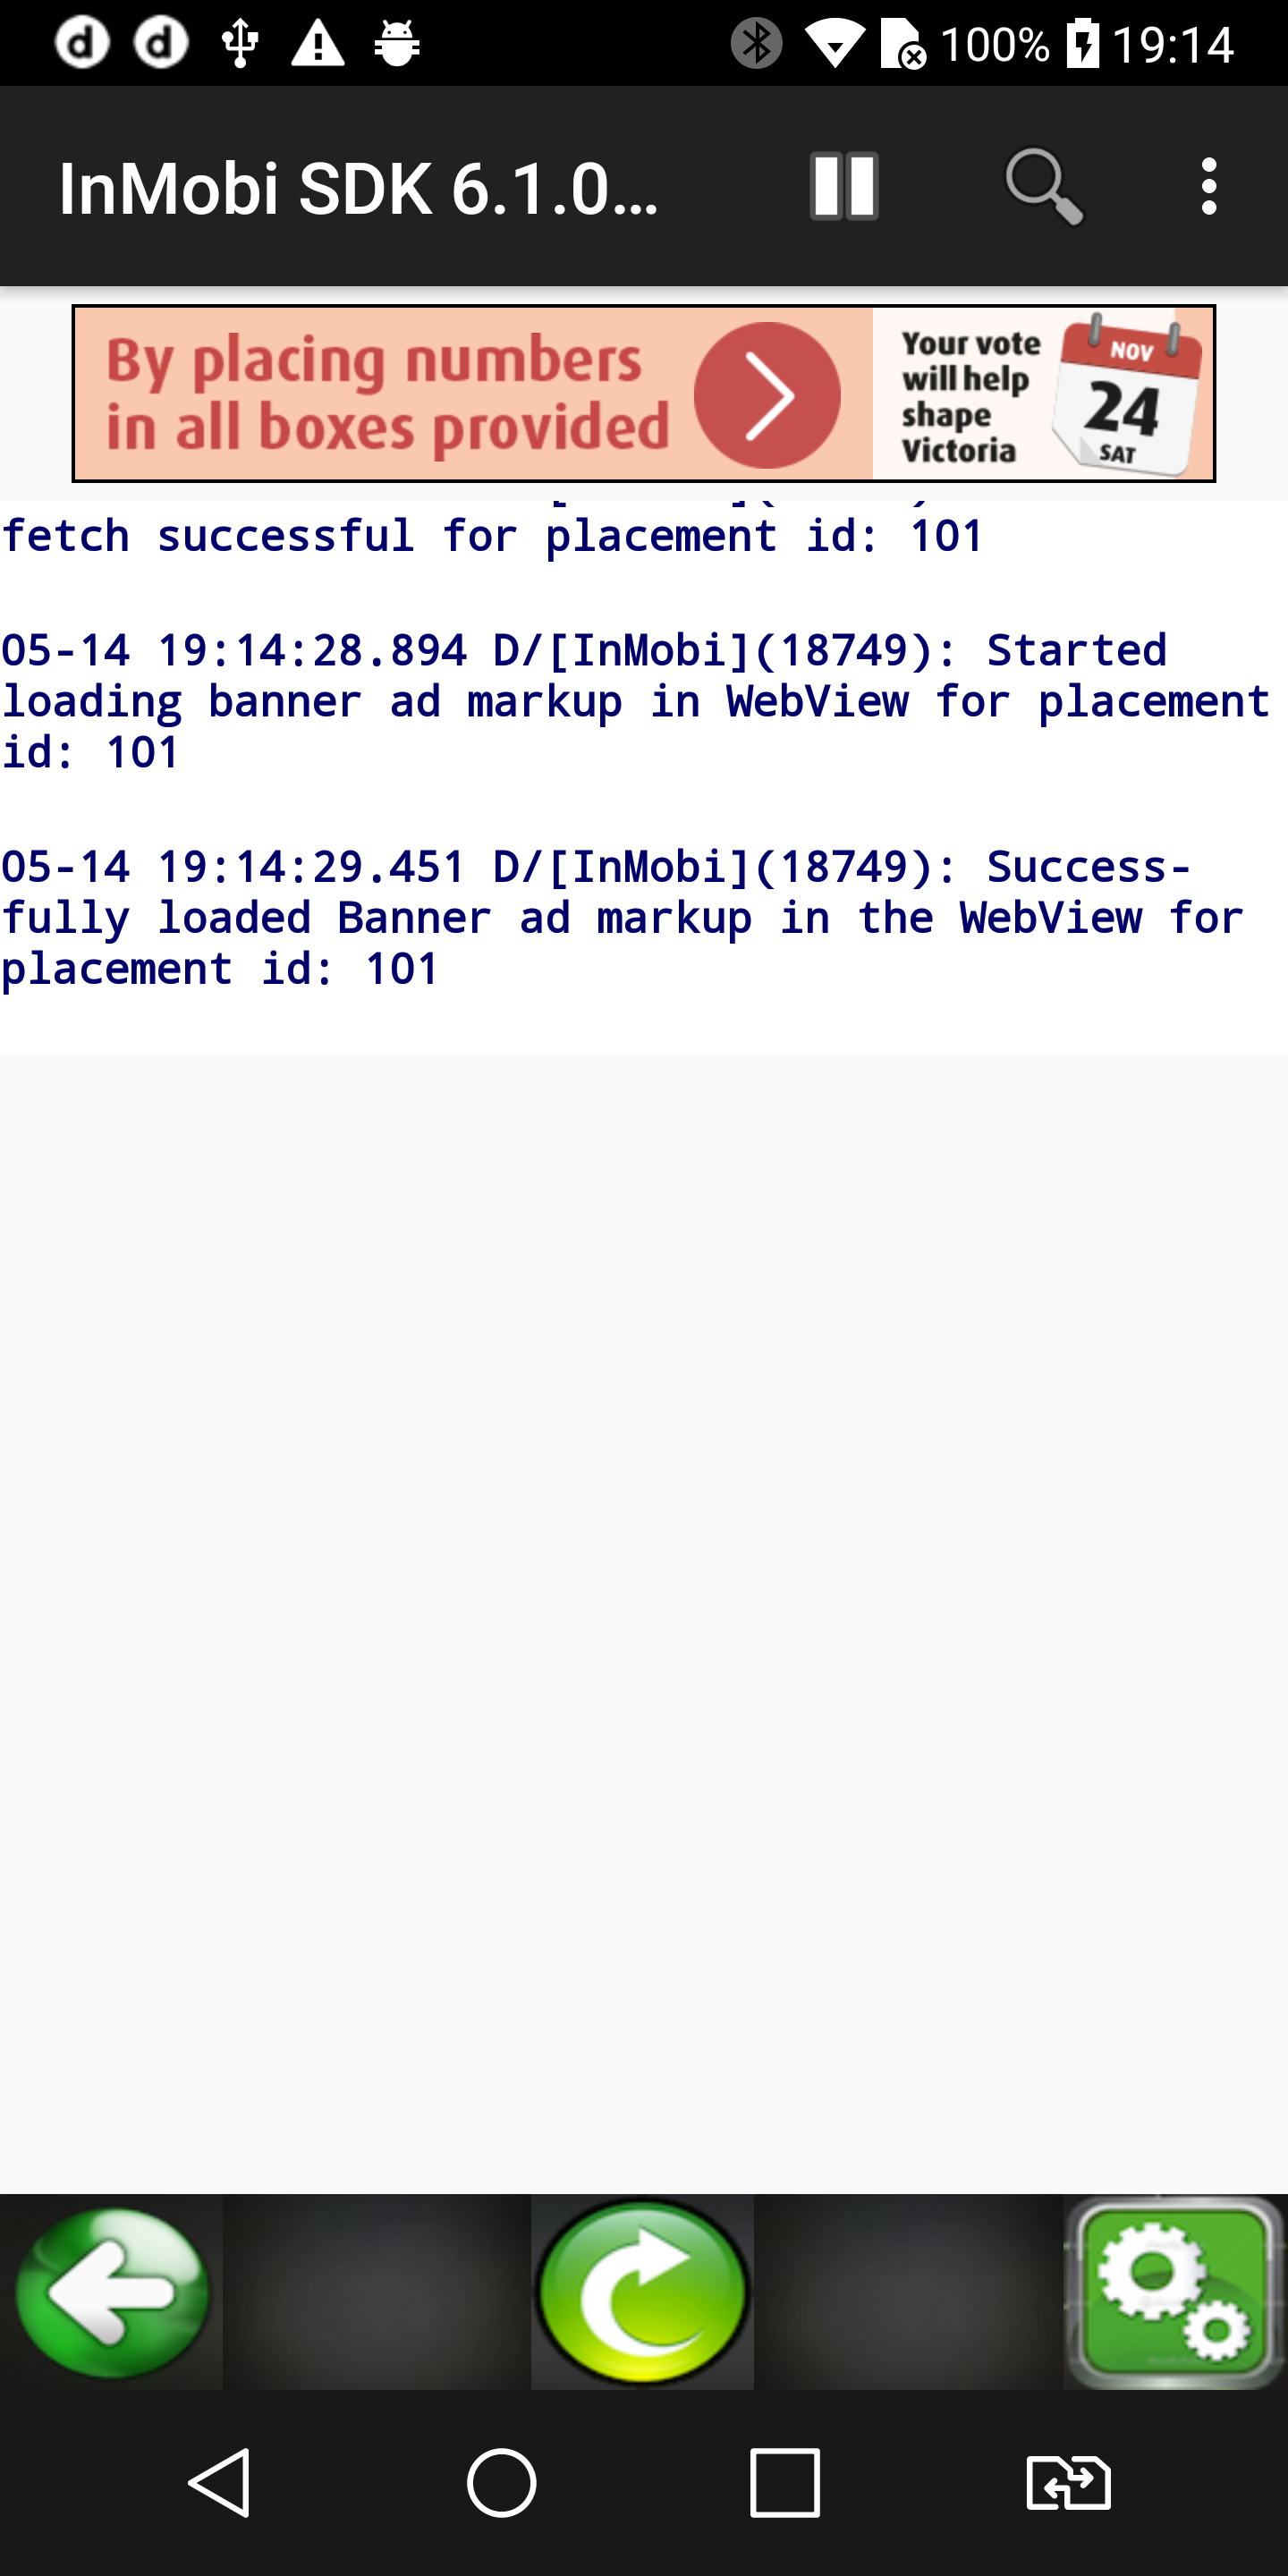 100% 19:14
InMobi SDK 6.1.0...
By placing numbers
in all boxes provided
Your vote
will help
shape
Victoria
NOV
24
SAT
fetch successful for placement id: 101
05-14 19:14:28.894 D/[InMobi](18749): Started
loading banner ad markup in WebView for placement
id: 101
05-14 19:14:29.451 D/[InMobi](18749): Success-
fully loaded Banner ad markup in the WebView for
placement id: 101